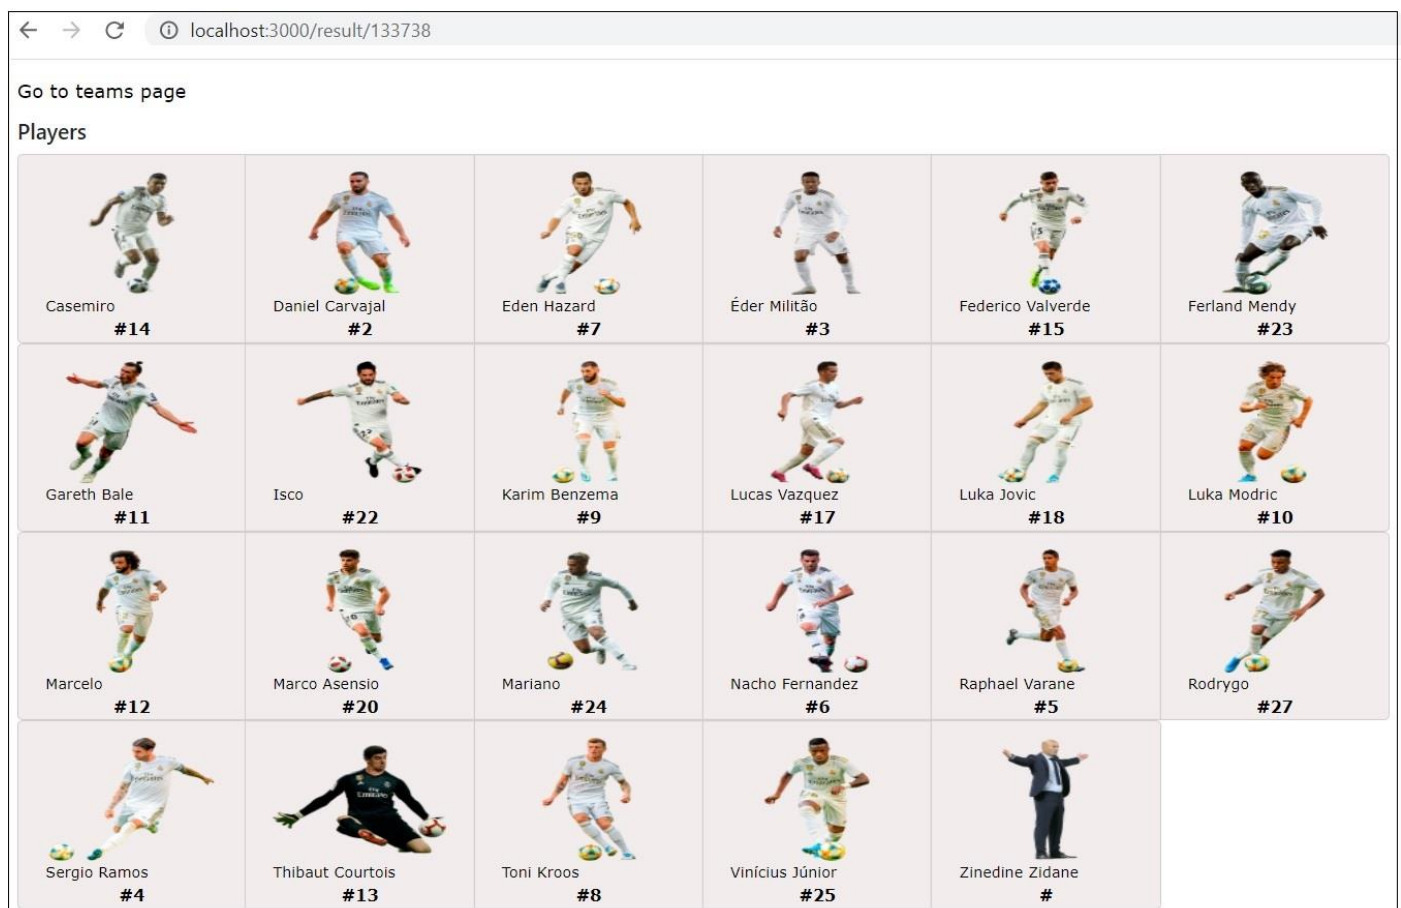 localhost:3000/result/133738
Go to teams page
Players
Casemiro
#14
Daniel Carvajal
#2
Eden Hazard
#7
Éder Militão
#3
Federico Valverde
#15
Ferland Mendy
#23
Gareth Bale
#11
Isco
#22
Karim Benzema
#9
Lucas Vazquez
#17
Luka Jovic
#18
Luka Modric
#10
Marcelo
#12
Marco Asensio
#20
Mariano
#24
Nacho Fernandez
#6
Raphael Varane
#5
Rodrygo
#27
Sergio Ramos
#4
Thibaut Courtois
#13
Toni Kroos
#8
Vinícius Júnior
#25
Zinedine Zidane
#